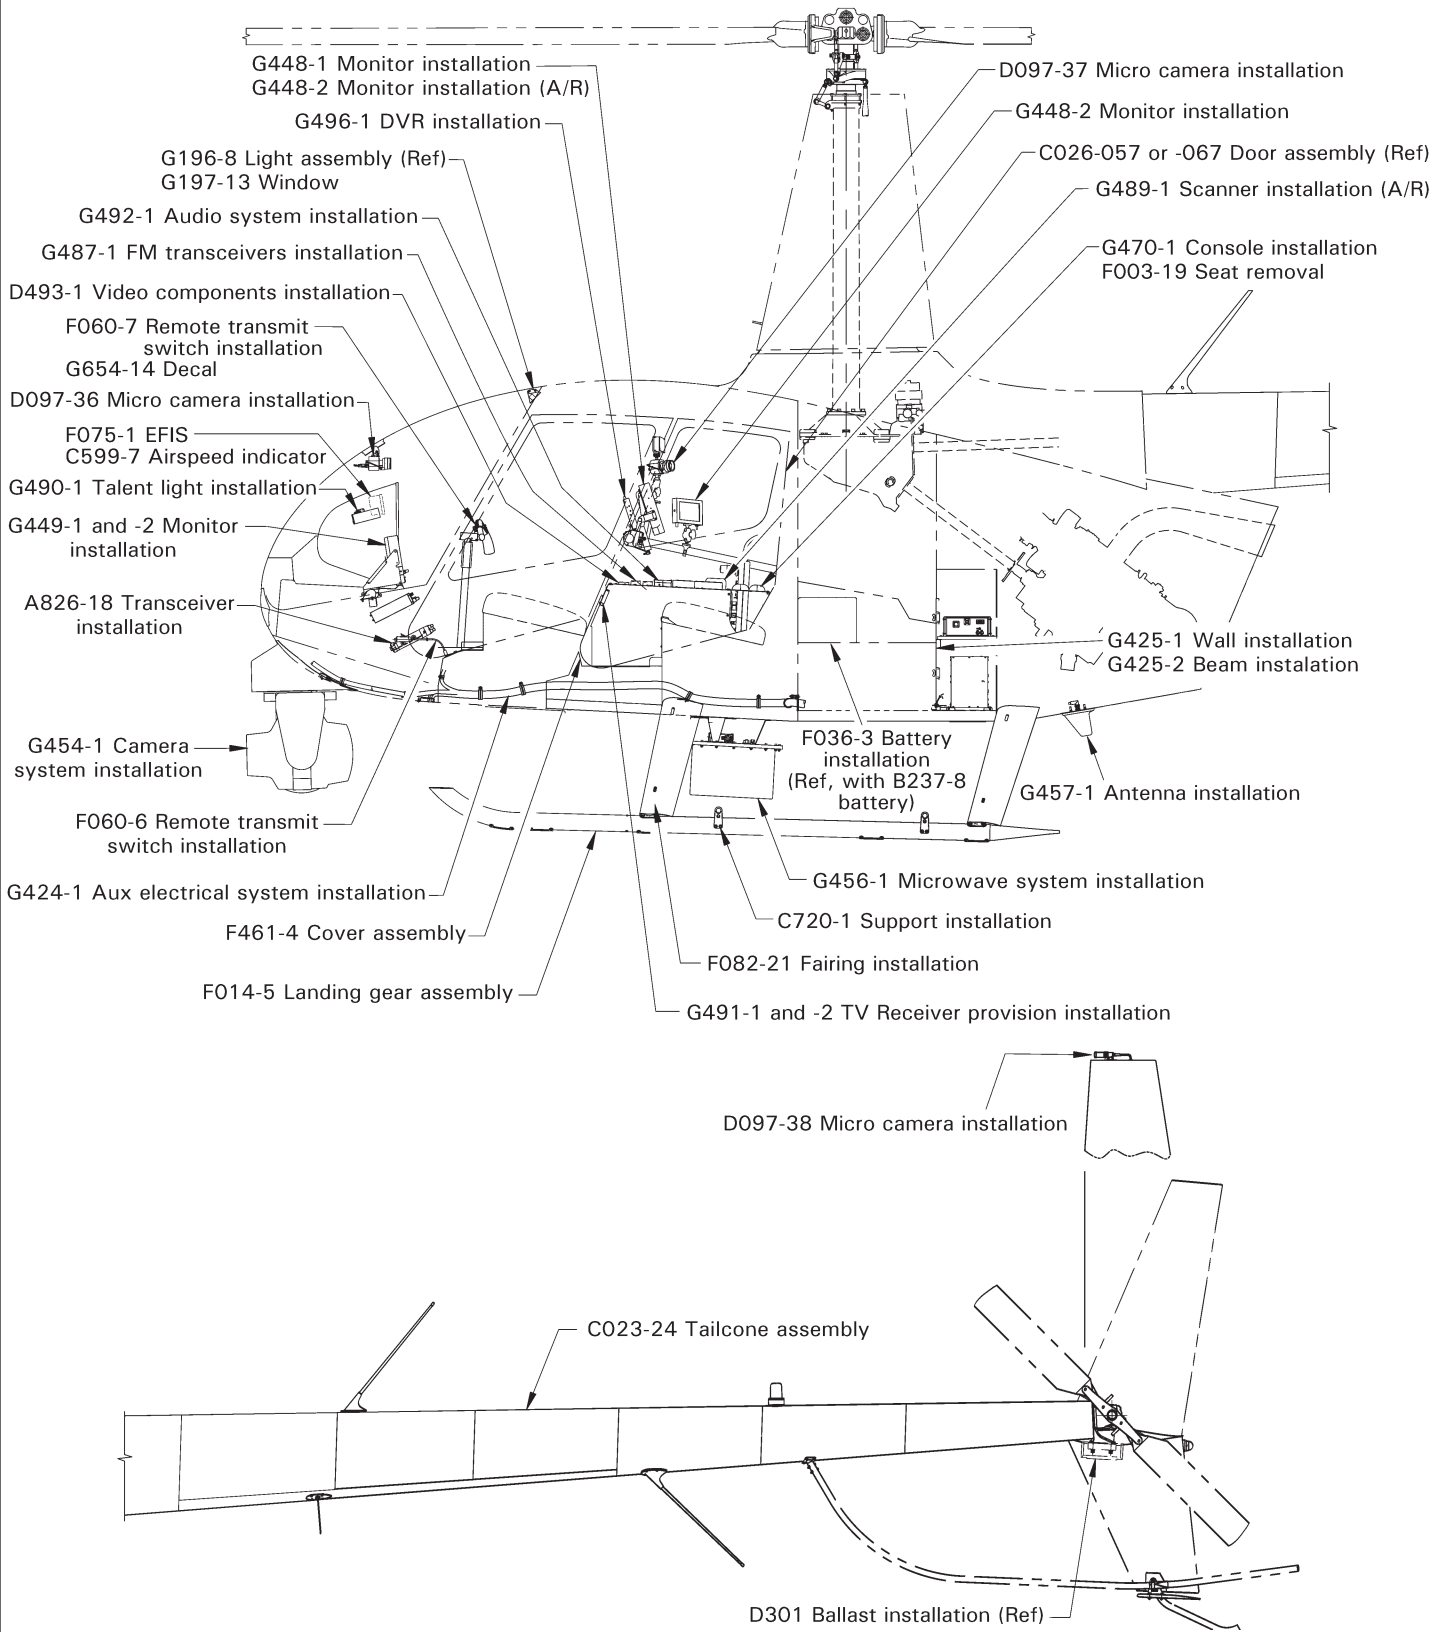 G448-1 Monitor installation
G448-2 Monitor installation (A/R)
G496-1 DVR installation
G196-8 Light assembly (Ref)
G197-13 Window
G492-1 Audio system installation
G487-1 FM transceivers installation
D493-1 Video components installation
F060-7 Remote transmit
switch installation
G654-14 Decal
D097-36 Micro camera installation
F075-1 EFIS
C599-7 Airspeed indicator
G490-1 Talent light installation
G449-1 and -2 Monitor
installation
A826-18 Transceiver
installation
G454-1 Camera
system installation
F060-6 Remote transmit
switch installation
G424-1 Aux electrical system installation
F461-4 Cover assembly
F014-5 Landing gear assembly
D097-37 Micro camera installation
G448-2 Monitor installation
C026-057 or -067 Door assembly (Ref)
G489-1 Scanner installation (A/R)
G470-1 Console installation
F003-19 Seat removal
G425-1 Wall installation
G425-2 Beam instalation
F036-3 Battery
installation
(Ref, with B237-8
battery)
G457-1 Antenna installation
G456-1 Microwave system installation
C720-1 Support installation
F082-21 Fairing installation
G491-1 and -2 TV Receiver provision installation
D097-38 Micro camera installation
C023-24 Tailcone assembly
D301 Ballast installation (Ref)